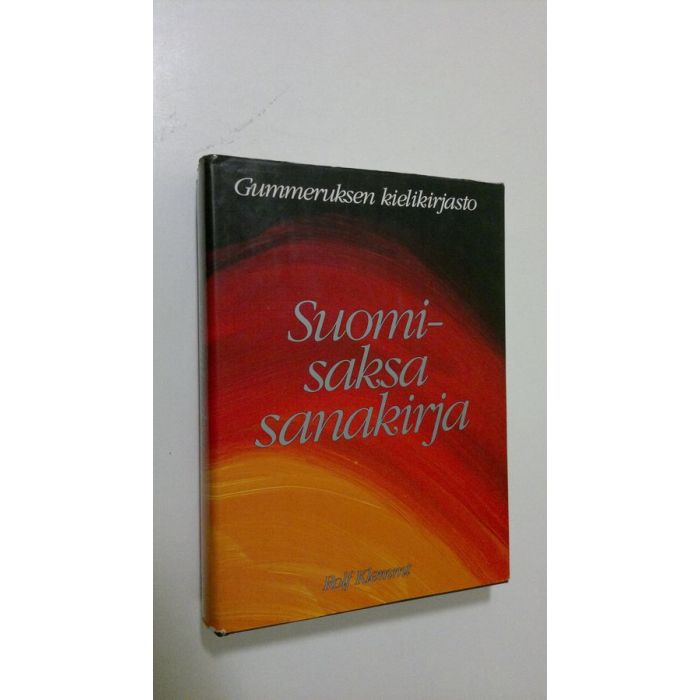 Gummeruksen kielikirjasto
Suomi-
saksa
sanakirja
Rolf Klemmt